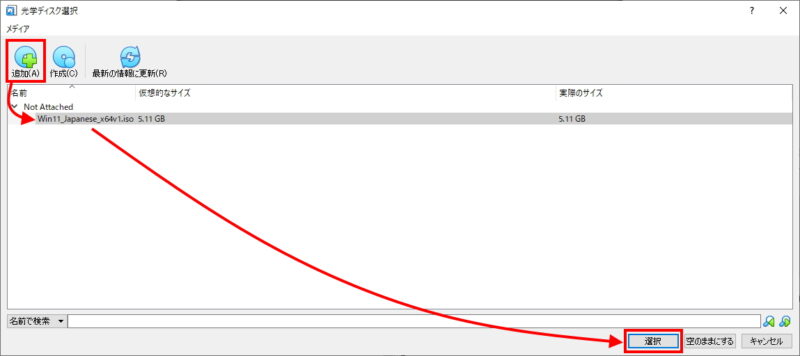 光学ディスク選択
メディア
追加(A) 作成(C) 最新の情報に更新(R)
名前 仮想的なサイズ 実際のサイズ
Not Attached
Win11_Japanese_x64v1.iso 5.11 GB 5.11 GB
名前で検索
選択 空のままにする キャンセル